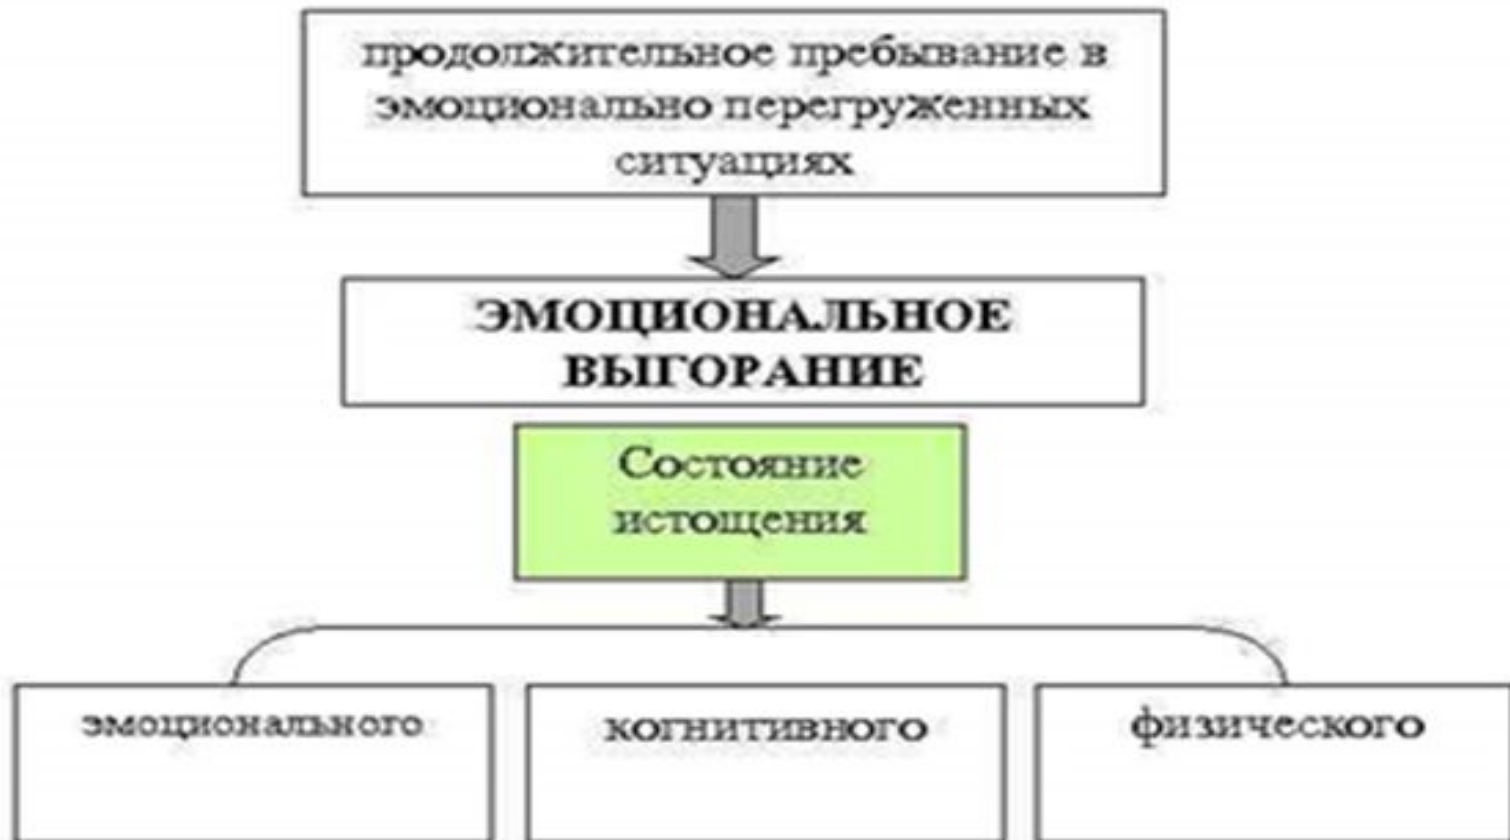 продолжительное пребывание в
эмоционально перегруженных
ситуациях
ЭМОЦИОНАЛЬНОЕ
ВЫГОРАНИЕ
Состояние
истощения
эмоционального
когнитивного
физического